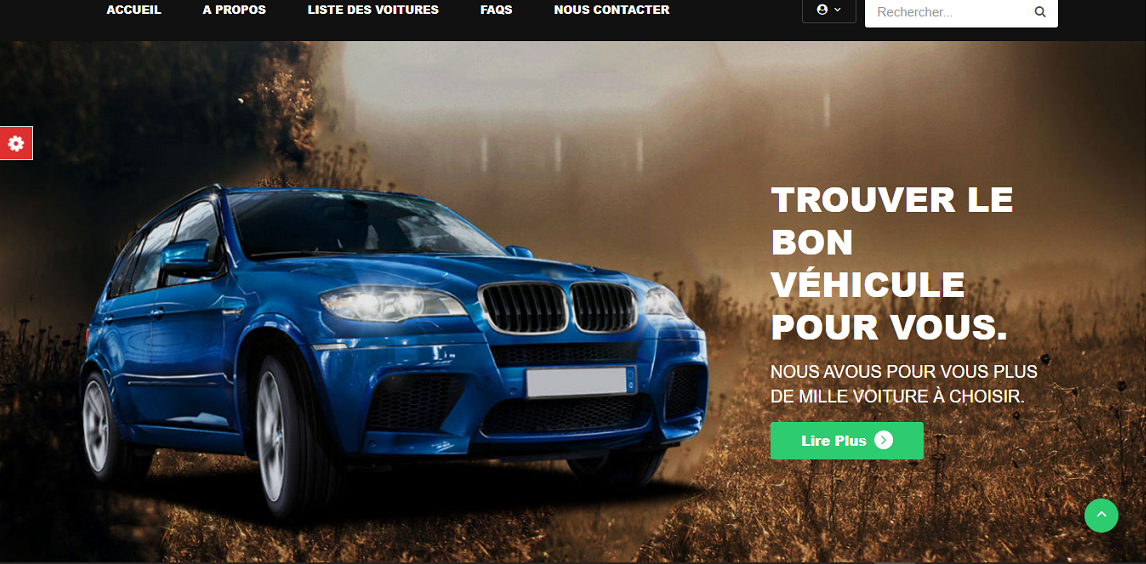 ACCUEIL A PROPOS LISTE DES VOITURES FAQS NOUS CONTACTER Rechercher...
TROUVER LE
BON
VÉHICULE
POUR VOUS.
NOUS AVOUS POUR VOUS PLUS
DE MILLE VOITURE À CHOISIR.
Lire Plus